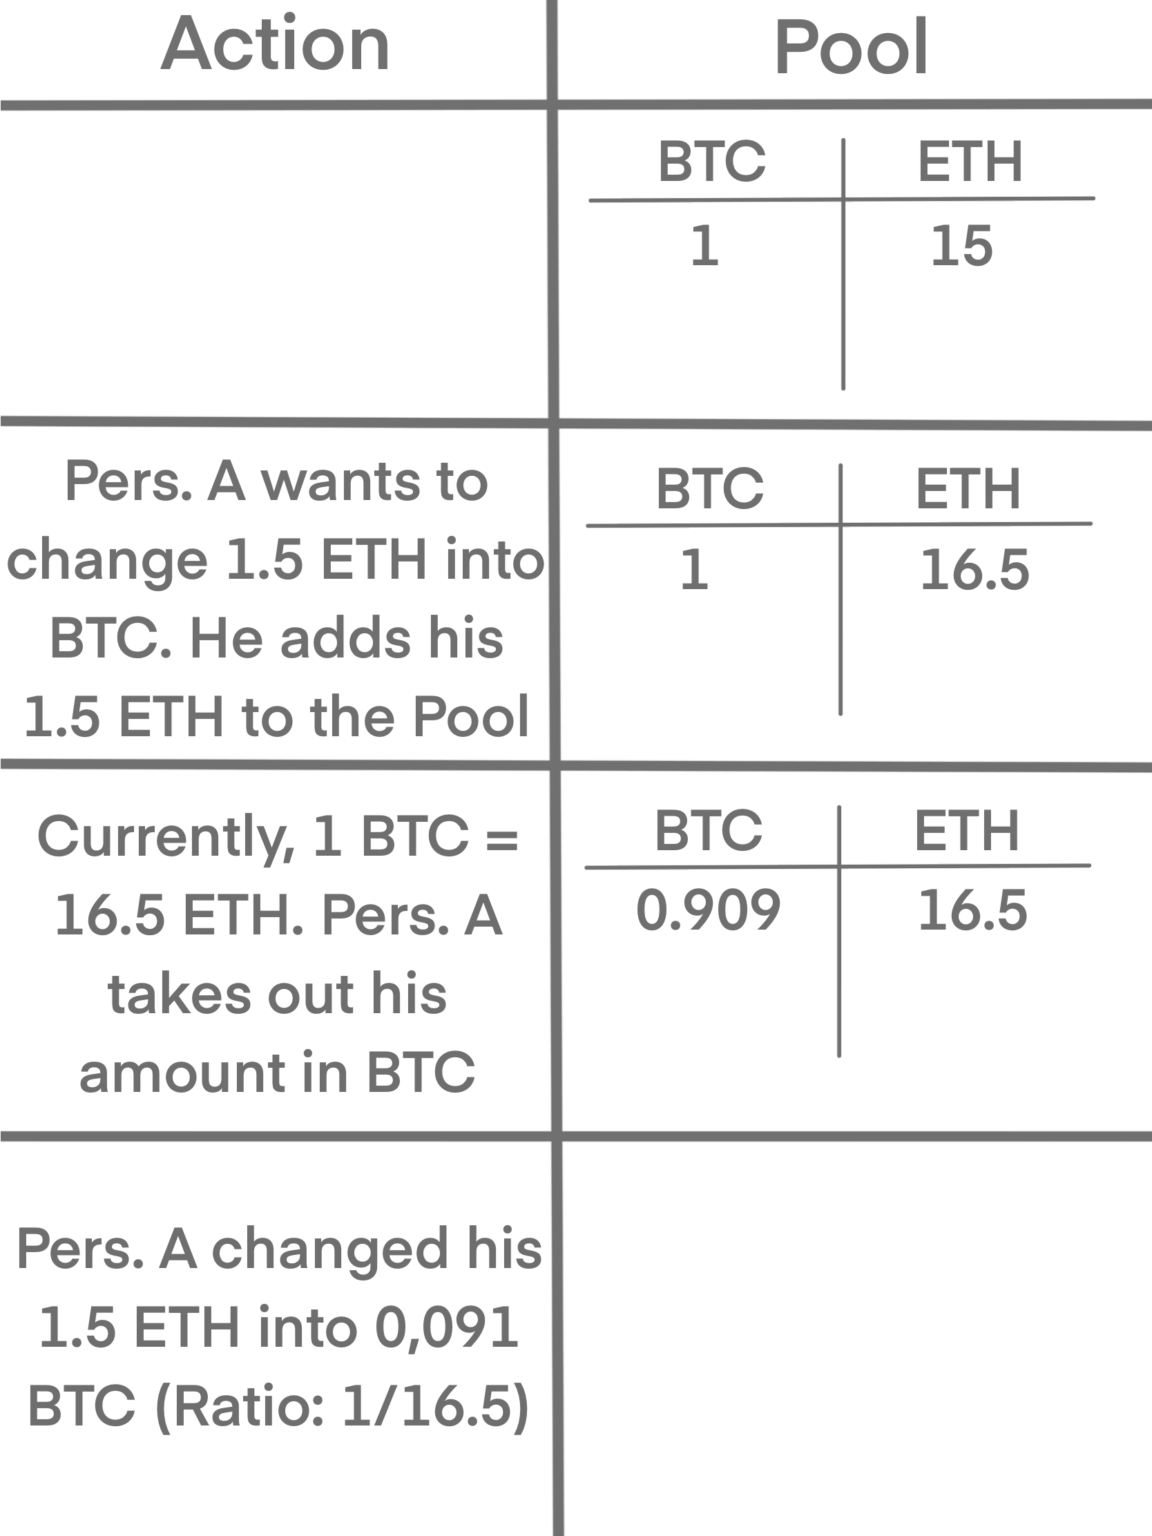 Action
Pool
BTC ETH
1 15
Pers. A wants to
change 1.5 ETH into
BTC. He adds his
1.5 ETH to the Pool
BTC ETH
1 16.5
Currently, 1 BTC =
16.5 ETH. Pers. A
takes out his
amount in BTC
BTC ETH
0.909 16.5
Pers. A changed his
1.5 ETH into 0,091
BTC (Ratio: 1/16.5)